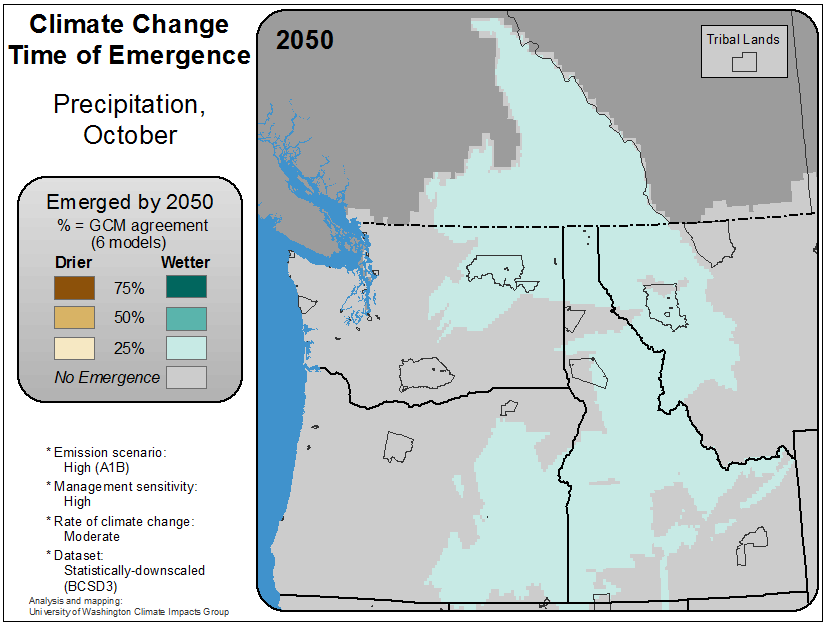 Climate Change
Time of Emergence
Precipitation,
October
Emerged by 2050
% = GCM agreement
(6 models)
Drier Wetter
75%
50%
25%
No Emergence
* Emission scenario:
High (A1B)
* Management sensitivity:
High
* Rate of climate change:
Moderate
* Dataset:
Statistically-downscaled
(BCSD3)
Analysis and mapping:
University of Washington Climate Impacts Group
2050
Tribal Lands